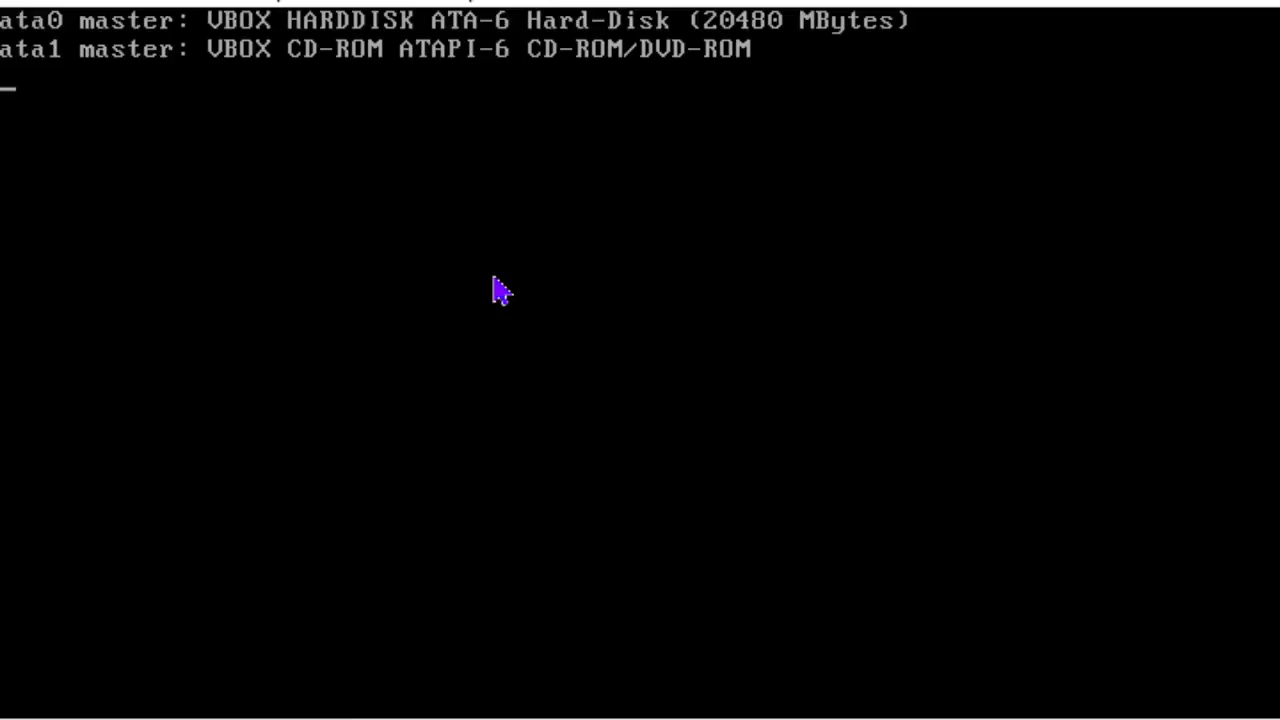 ata0 master: VBOX HARDDISK ATA-6 Hard-Disk (20480 MBytes)
ata1 master: VBOX CD-ROM ATAPI-6 CD-ROM/DVD-ROM